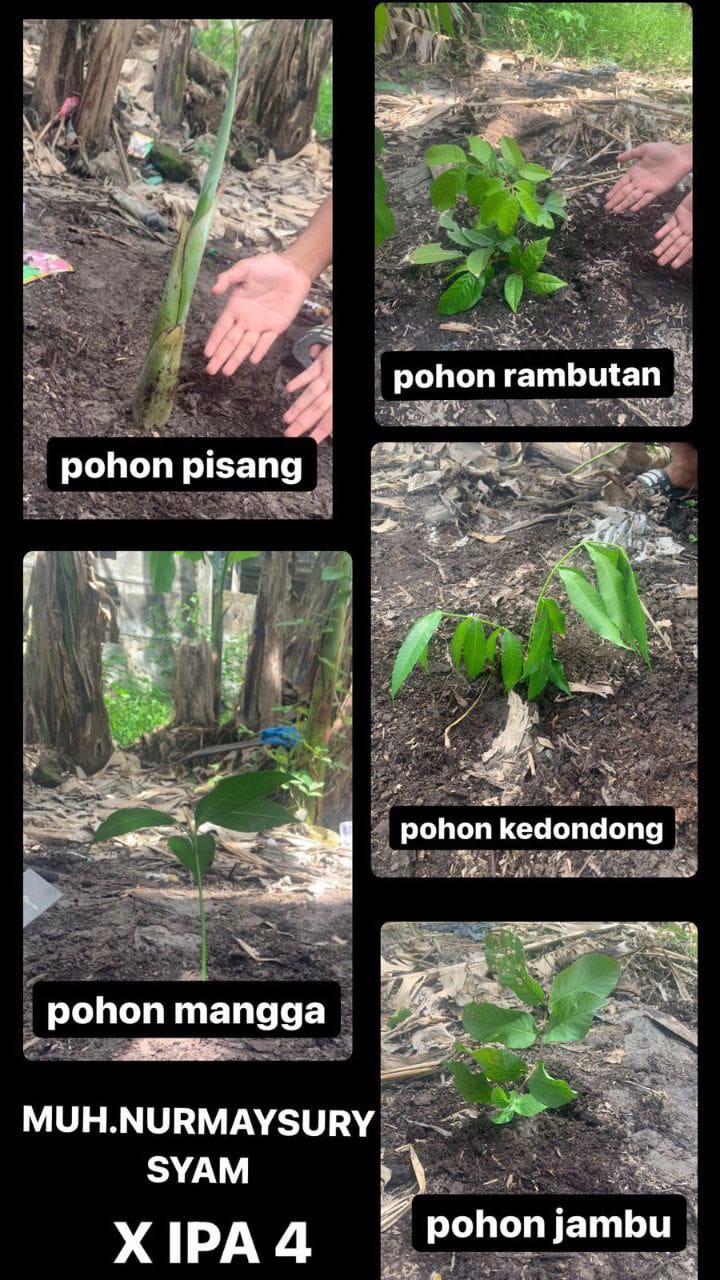 pohon pisang
pohon rambutan
pohon kedondong
pohon mangga
pohon jambu
MUH.NURMAYSURY
SYAM
X IPA 4